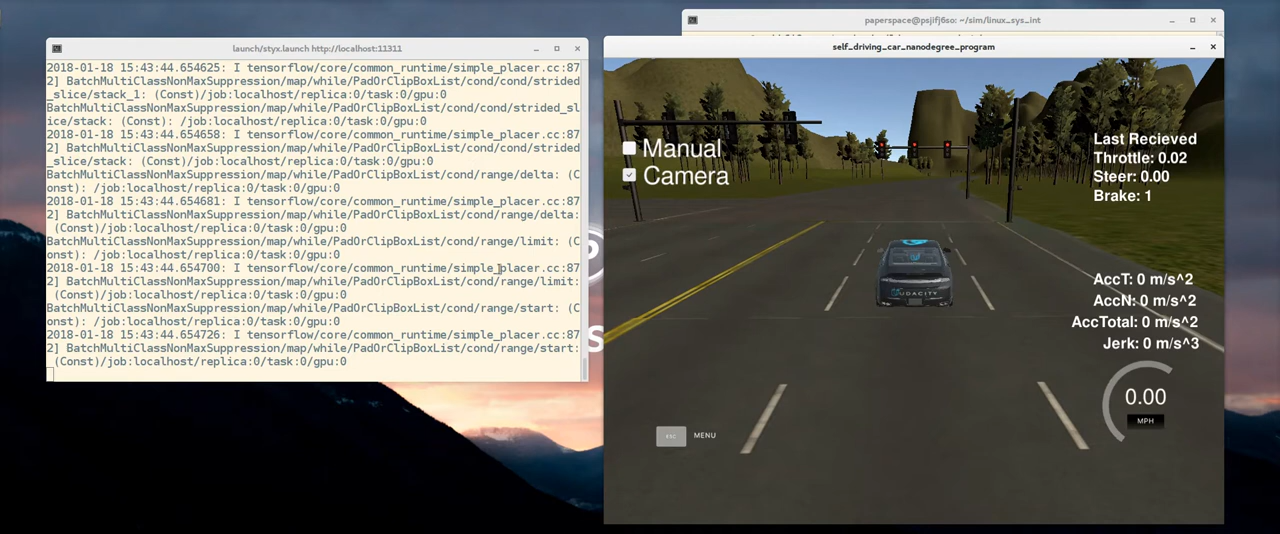 launch/styx.launch http://localhost:11311
2018-01-18 15:43:44.654625: I tensorflow/core/common_runtime/simple_placer.cc:87
2] BatchMultiClassNonMaxSuppression/map/while/PadOrClipBoxList/cond/cond/strided
_slice/stack_1: (Const)/job:localhost/replica:0/task:0/gpu:0
BatchMultiClassNonMaxSuppression/map/while/PadOrClipBoxList/cond/cond/strided_sl
ice/stack: (Const): /job:localhost/replica:0/task:0/gpu:0
2018-01-18 15:43:44.654658: I tensorflow/core/common_runtime/simple_placer.cc:87
2] BatchMultiClassNonMaxSuppression/map/while/PadOrClipBoxList/cond/cond/strided
_slice/stack: (Const)/job:localhost/replica:0/task:0/gpu:0
BatchMultiClassNonMaxSuppression/map/while/PadOrClipBoxList/cond/range/delta: (C
onst): /job:localhost/replica:0/task:0/gpu:0
2018-01-18 15:43:44.654681: I tensorflow/core/common_runtime/simple_placer.cc:87
2] BatchMultiClassNonMaxSuppression/map/while/PadOrClipBoxList/cond/range/delta:
(Const)/job:localhost/replica:0/task:0/gpu:0
BatchMultiClassNonMaxSuppression/map/while/PadOrClipBoxList/cond/range/limit: (C
onst): /job:localhost/replica:0/task:0/gpu:0
2018-01-18 15:43:44.654700: I tensorflow/core/common_runtime/simple_placer.cc:87
2] BatchMultiClassNonMaxSuppression/map/while/PadOrClipBoxList/cond/range/limit:
(Const)/job:localhost/replica:0/task:0/gpu:0
BatchMultiClassNonMaxSuppression/map/while/PadOrClipBoxList/cond/range/start: (C
onst): /job:localhost/replica:0/task:0/gpu:0
2018-01-18 15:43:44.654726: I tensorflow/core/common_runtime/simple_placer.cc:87
2] BatchMultiClassNonMaxSuppression/map/while/PadOrClipBoxList/cond/range/start:
(Const)/job:localhost/replica:0/task:0/gpu:0
paperspace@psjifj6so: ~/sim/linux_sys_int
self_driving_car_nanodegree_program
Manual
Camera
Last Recieved
Throttle: 0.02
Steer: 0.00
Brake: 1
UDACITY
AccT: 0 m/s^2
AccN: 0 m/s^2
AccTotal: 0 m/s^2
Jerk: 0 m/s^3
0.00
MPH
ESC MENU